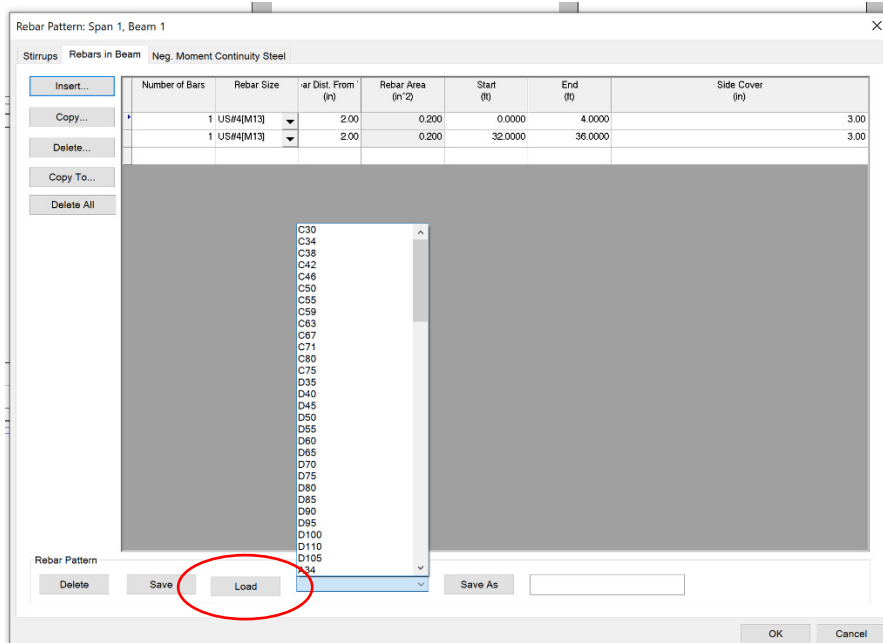 Rebar Pattern: Span 1, Beam 1
Stirrups Rebars in Beam Neg. Moment Continuity Steel
Insert...
Copy...
Delete...
Copy To...
Delete All
Number of Bars Rebar Size ar Dist. From Rebar Area Start End Side Cover
(in) (in^2) (ft) (ft) (in)
1 US#4[M13] 2.00 0.200 0.0000 4.0000 3.00
1 US#4[M13] 2.00 0.200 32.0000 36.0000 3.00
C30
C34
C38
C42
C46
C50
C55
C59
C63
C67
C71
C80
C75
D35
D40
D45
D50
D55
D60
D65
D70
D75
D80
D85
D90
D95
D100
D110
D105
A34
Rebar Pattern
Delete Save Load Save As
OK Cancel